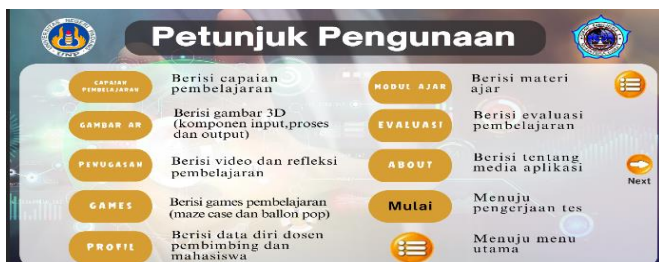 Petunjuk Pengunaan
UNP
CAPAIAN
PEMBELAJARAN
Berisi capaian
pembelajaran
GAMBAR AR
Berisi gambar 3D
(komponen input,proses
dan output)
PENUGASAN
Berisi video dan refleksi
pembelajaran
GAMES
Berisi games pembelajaran
(maze case dan ballon pop)
PROFIL
Berisi data diri dosen
pembimbing dan
mahasiswa
MODUL AJAR
Berisi materi
ajar
EVALUASI
Berisi evaluasi
pembelajaran
ABOUT
Berisi tentang
media aplikasi
Mulai
Menuju
pengerjaan tes
Menuju menu
utama
Next